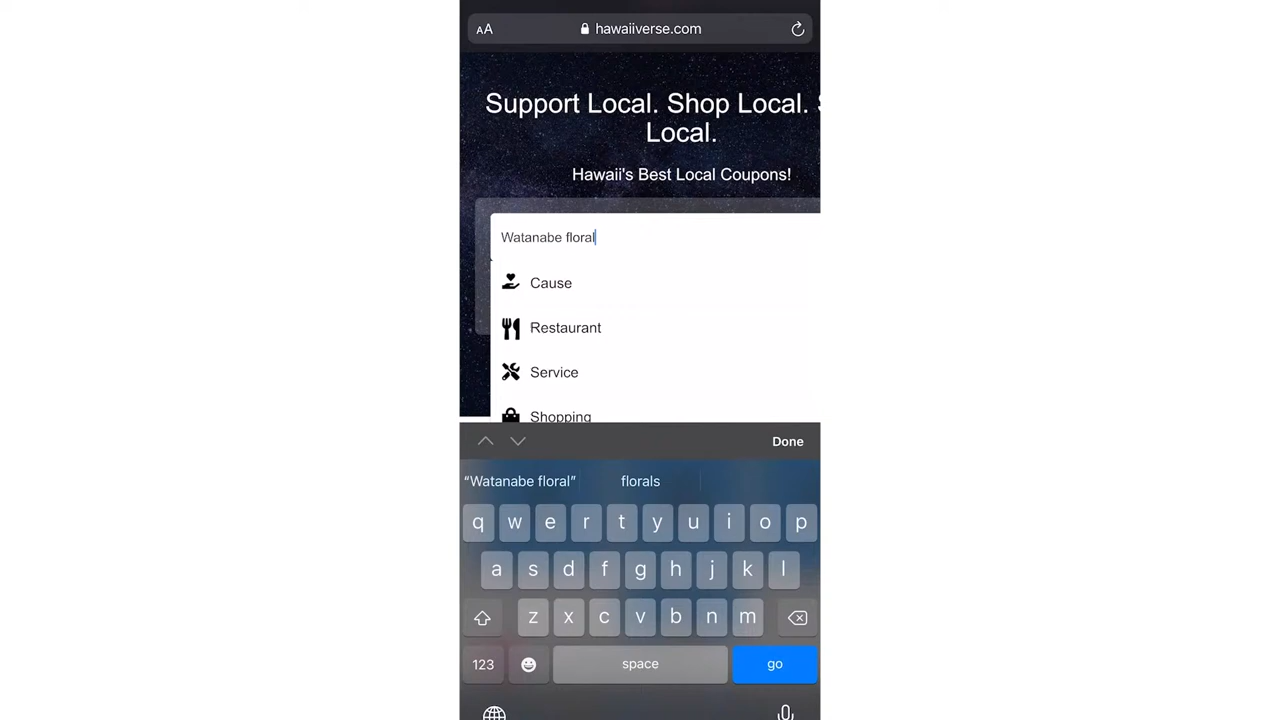 AA hawaiiverse.com
Support Local. Shop Local.
Local.
Hawaii's Best Local Coupons!
Watanabe floral
Cause
Restaurant
Service
Shopping
Done
“Watanabe floral” florals
q w e r t y u i o p
a s d f g h j k l
z x c v b n m
123 space go